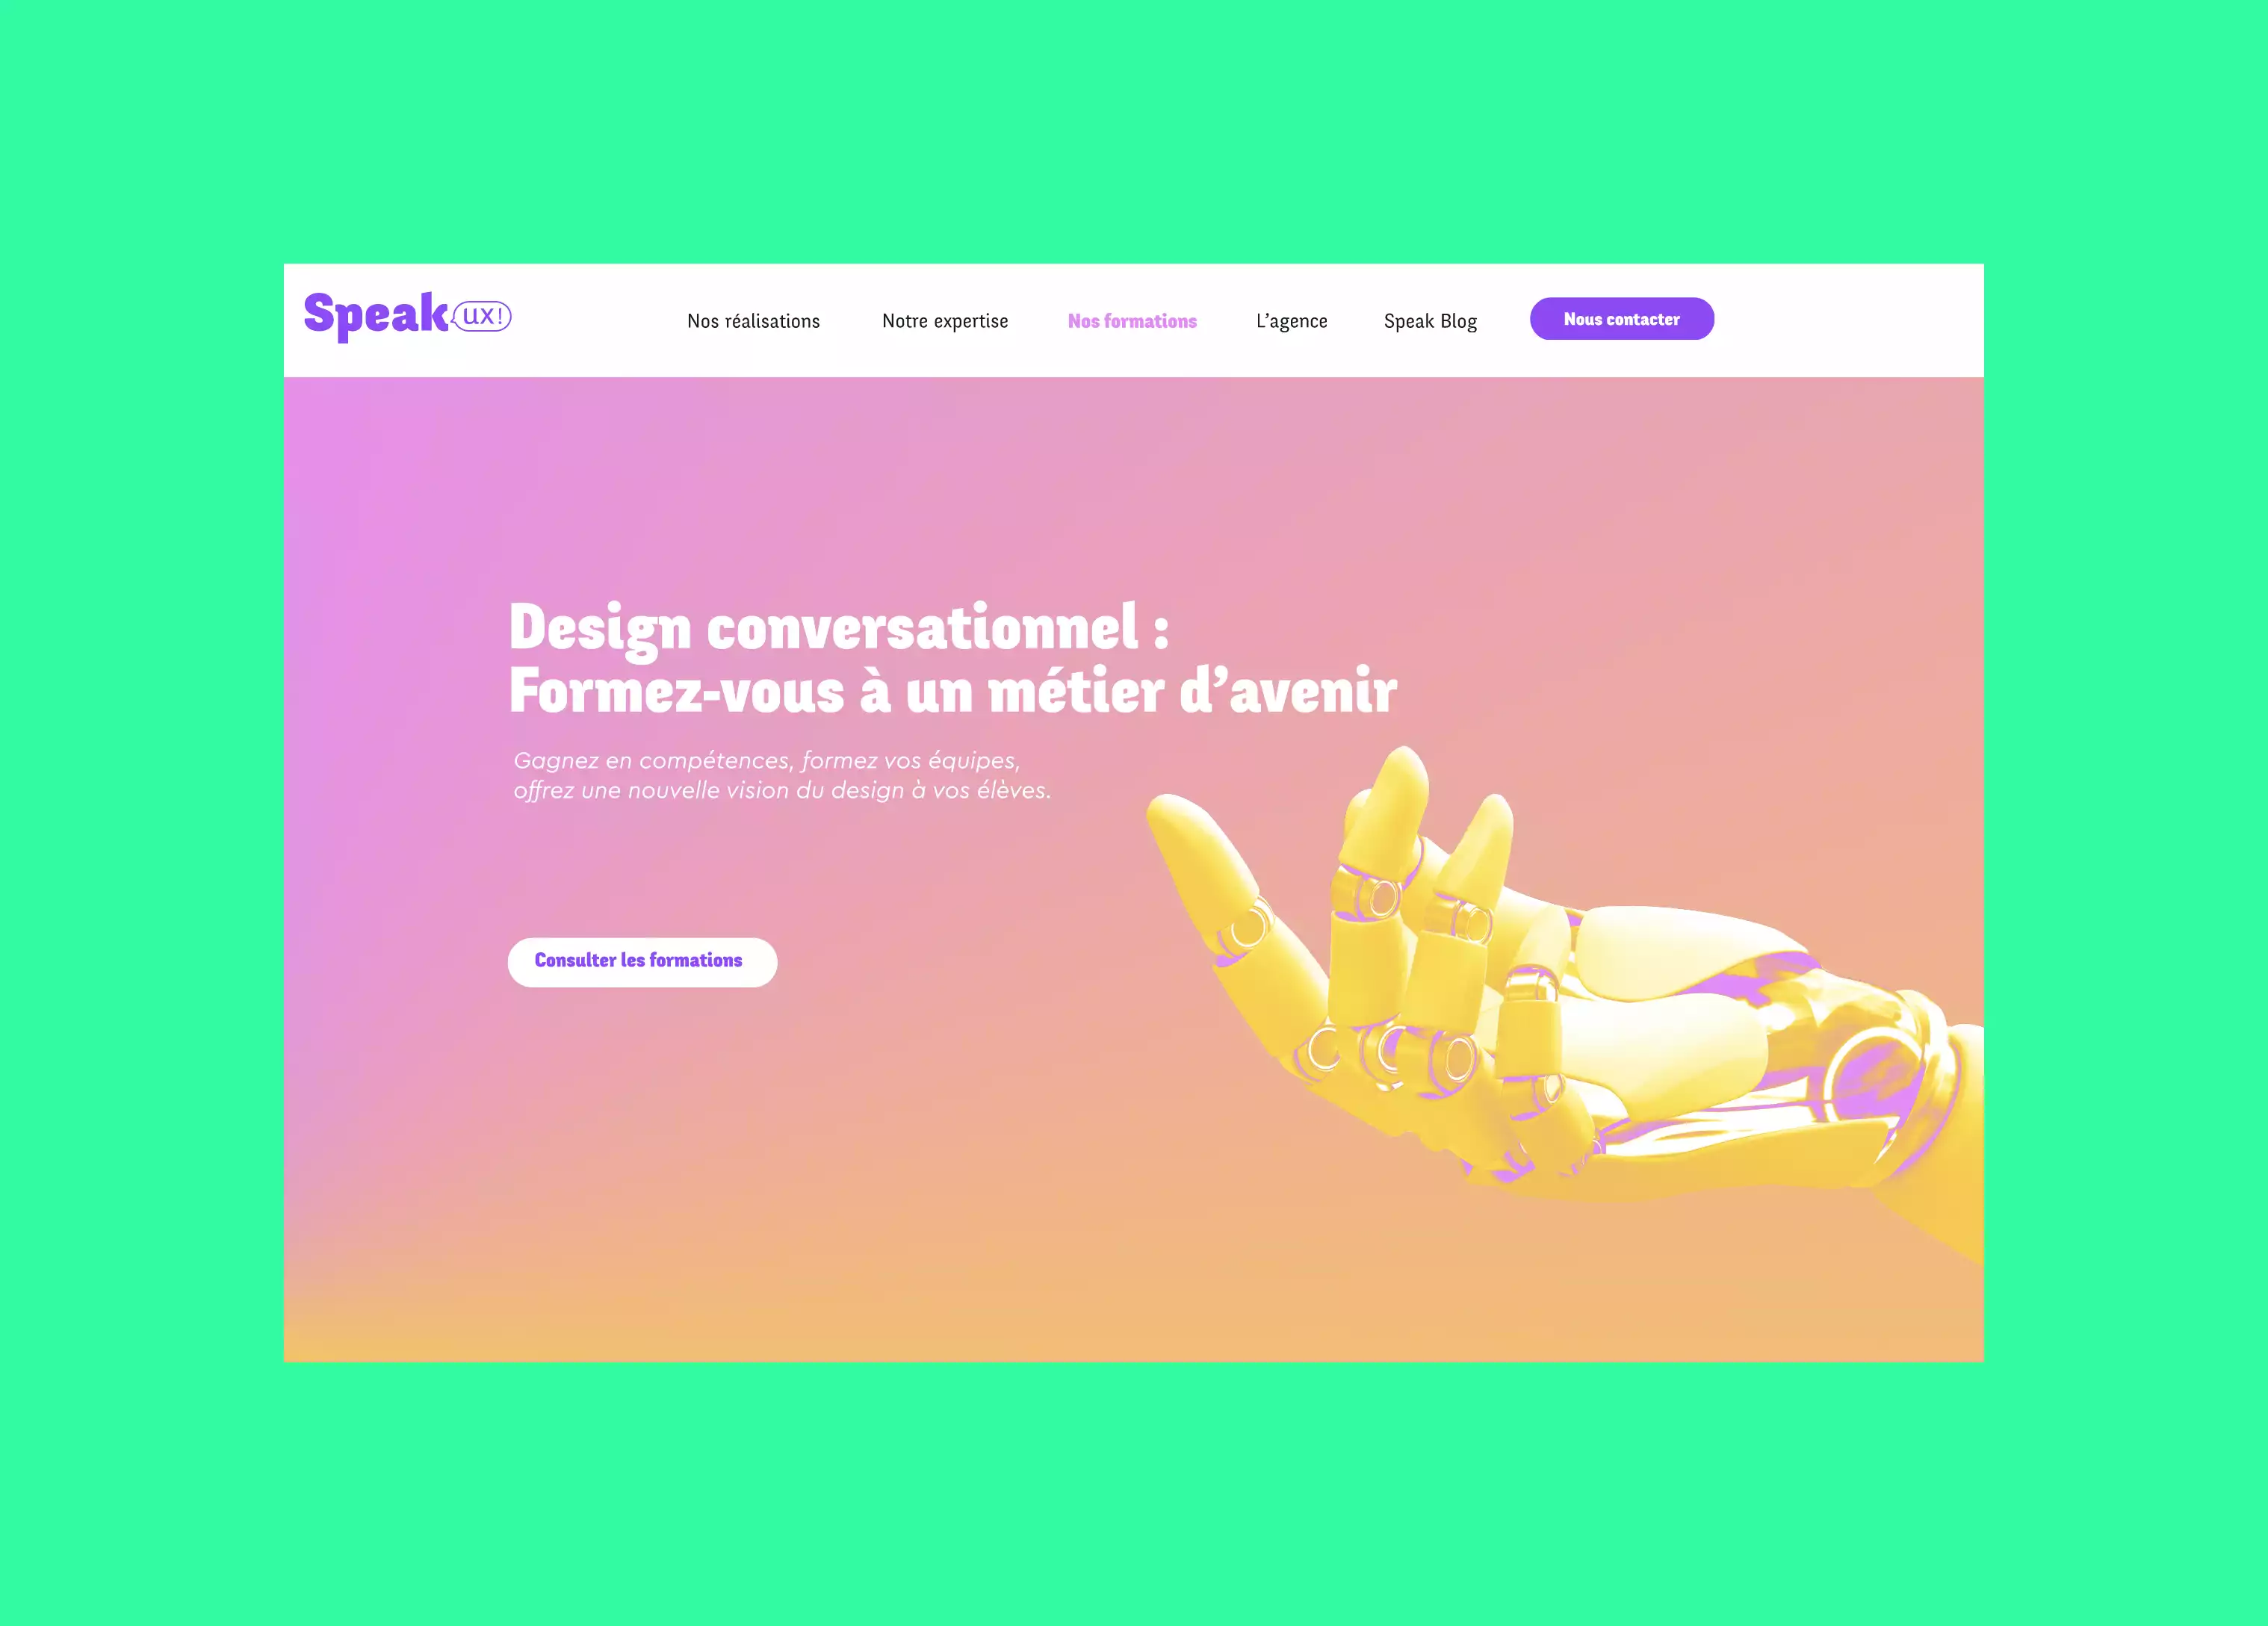 Speak ux!
Nos réalisations
Notre expertise
Nos formations
L’agence
Speak Blog
Nous contacter
Design conversationnel :
Formez-vous à un métier d’avenir
Gagnez en compétences, formez vos équipes,
offrez une nouvelle vision du design à vos élèves.
Consulter les formations